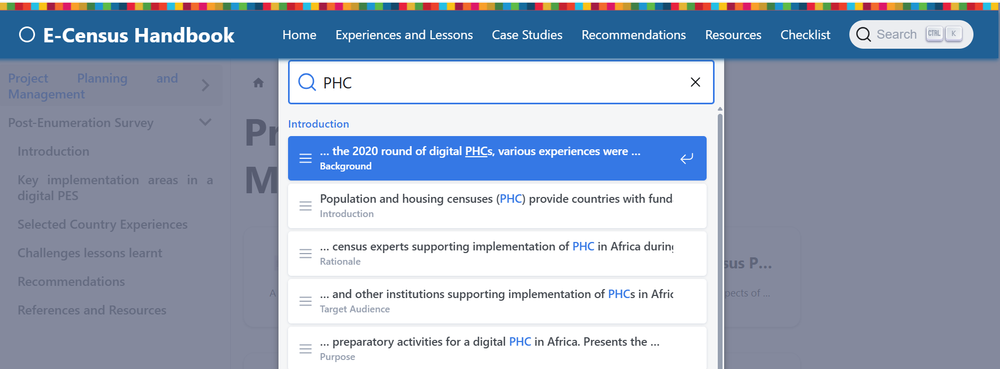 E-Census Handbook
Home Experiences and Lessons Case Studies Recommendations Resources Checklist Search CTRL K
Project Planning and
Management
Post-Enumeration Survey
Introduction
Key implementation areas in a
digital PES
Selected Country Experiences
Challenges lessons learnt
Recommendations
References and Resources
PHC
Introduction
... the 2020 round of digital PHCs, various experiences were ...
Background
Population and housing censuses (PHC) provide countries with fund
Introduction
... census experts supporting implementation of PHC in Africa during
Rationale
... and other institutions supporting implementation of PHCs in Afric
Target Audience
... preparatory activities for a digital PHC in Africa. Presents the ...
Purpose
Pr
M
sus P...
A
pects of ...